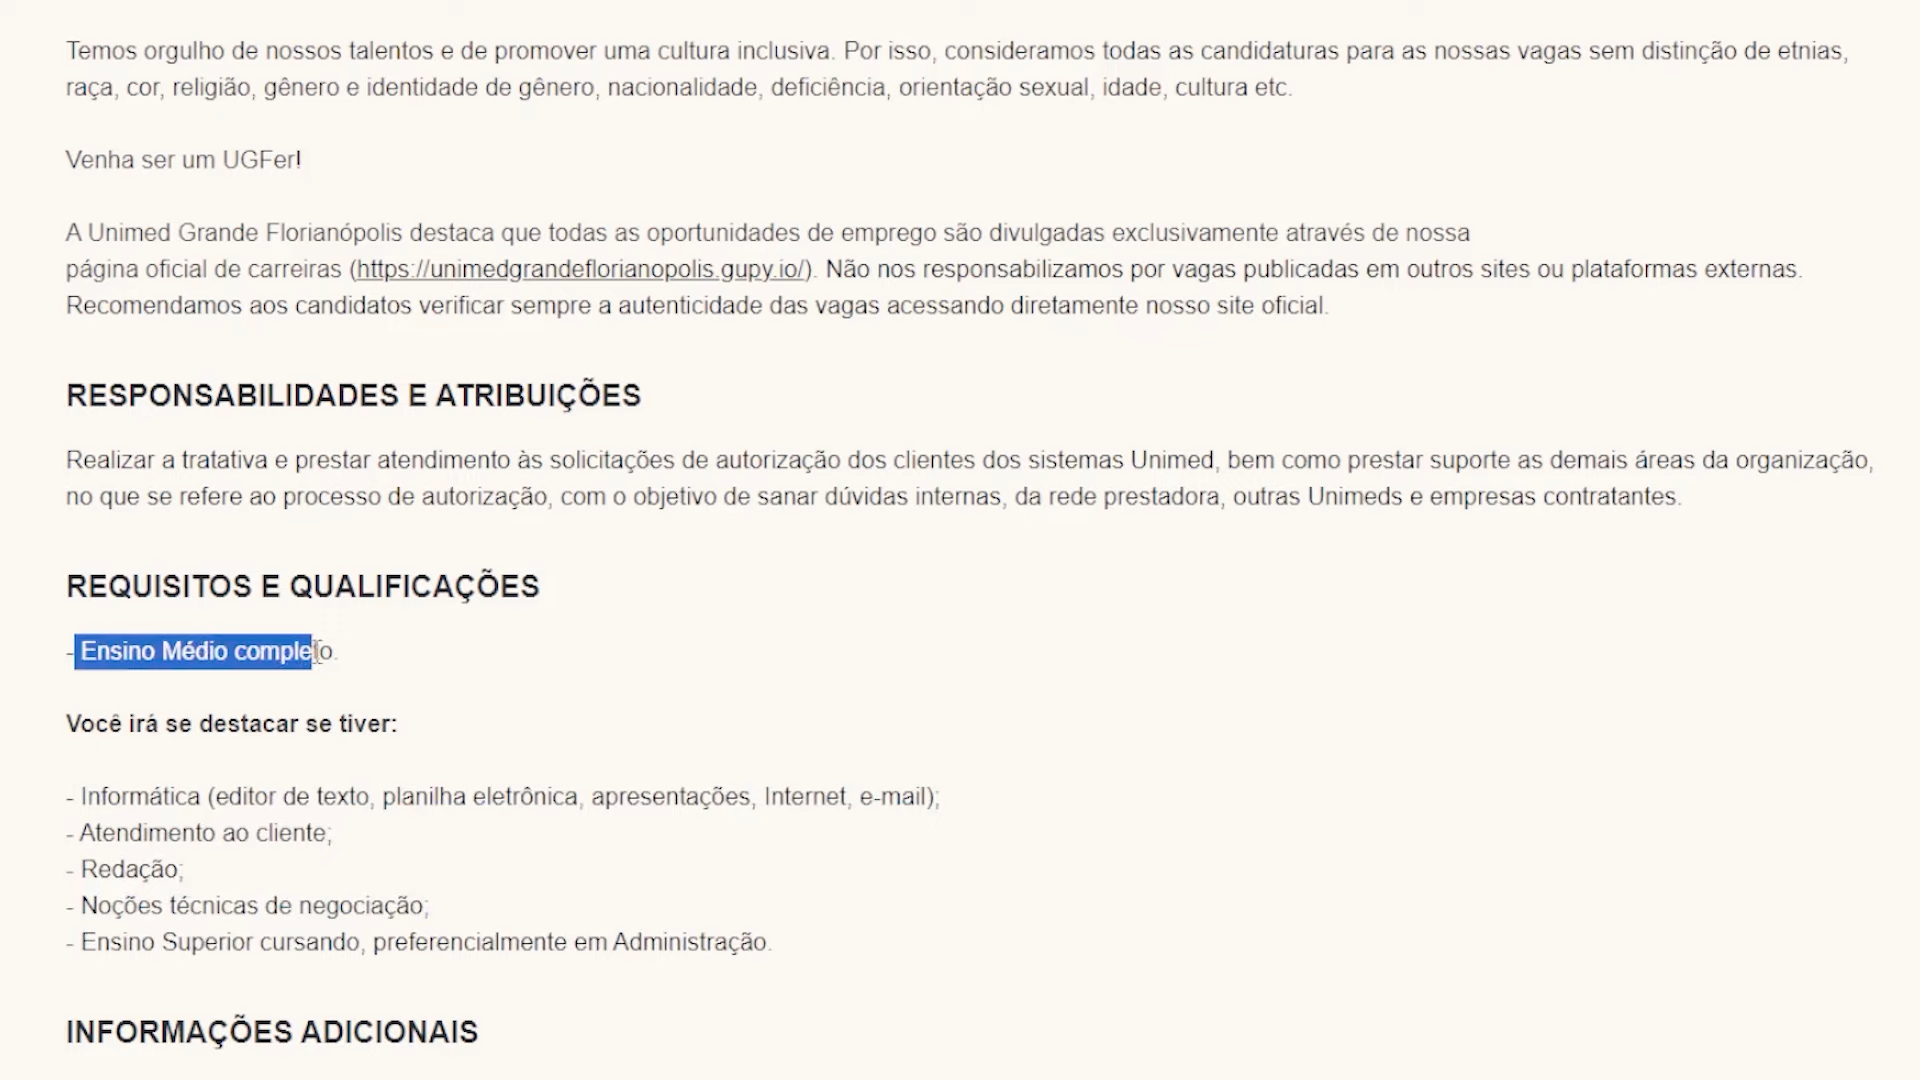 Temos orgulho de nossos talentos e de promover uma cultura inclusiva. Por isso, consideramos todas as candidaturas para as nossas vagas sem distinção de etnias,
raça, cor, religião, gênero e identidade de gênero, nacionalidade, deficiência, orientação sexual, idade, cultura etc.
Venha ser um UGFer!
A Unimed Grande Florianópolis destaca que todas as oportunidades de emprego são divulgadas exclusivamente através de nossa
página oficial de carreiras (https://unimedgrandeflorianopolis.gupy.io/). Não nos responsabilizamos por vagas publicadas em outros sites ou plataformas externas.
Recomendamos aos candidatos verificar sempre a autenticidade das vagas acessando diretamente nosso site oficial.
RESPONSABILIDADES E ATRIBUIÇÕES
Realizar a tratativa e prestar atendimento às solicitações de autorização dos clientes dos sistemas Unimed, bem como prestar suporte as demais áreas da organização,
no que se refere ao processo de autorização, com o objetivo de sanar dúvidas internas, da rede prestadora, outras Unimeds e empresas contratantes.
REQUISITOS E QUALIFICAÇÕES
- Ensino Médio completo.
Você irá se destacar se tiver:
- Informática (editor de texto, planilha eletrônica, apresentações, Internet, e-mail);
- Atendimento ao cliente;
- Redação;
- Noções técnicas de negociação;
- Ensino Superior cursando, preferencialmente em Administração.
INFORMAÇÕES ADICIONAIS